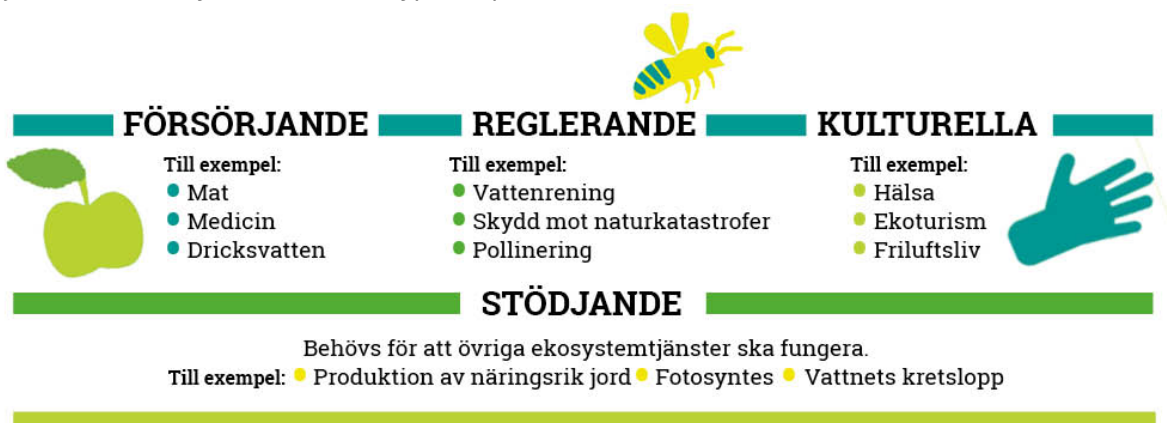 FÖRSÖRJANDE
Till exempel:
Mat
Medicin
Dricksvatten
REGLERANDE
Till exempel:
Vattenrening
Skydd mot naturkatastrofer
Pollinering
KULTURELLA
Till exempel:
Hälsa
Ekoturism
Friluftsliv
STÖDJANDE
Behövs för att övriga ekosystemtjänster ska fungera.
Till exempel: • Produktion av näringsrik jord • Fotosyntes • Vattnets kretslopp